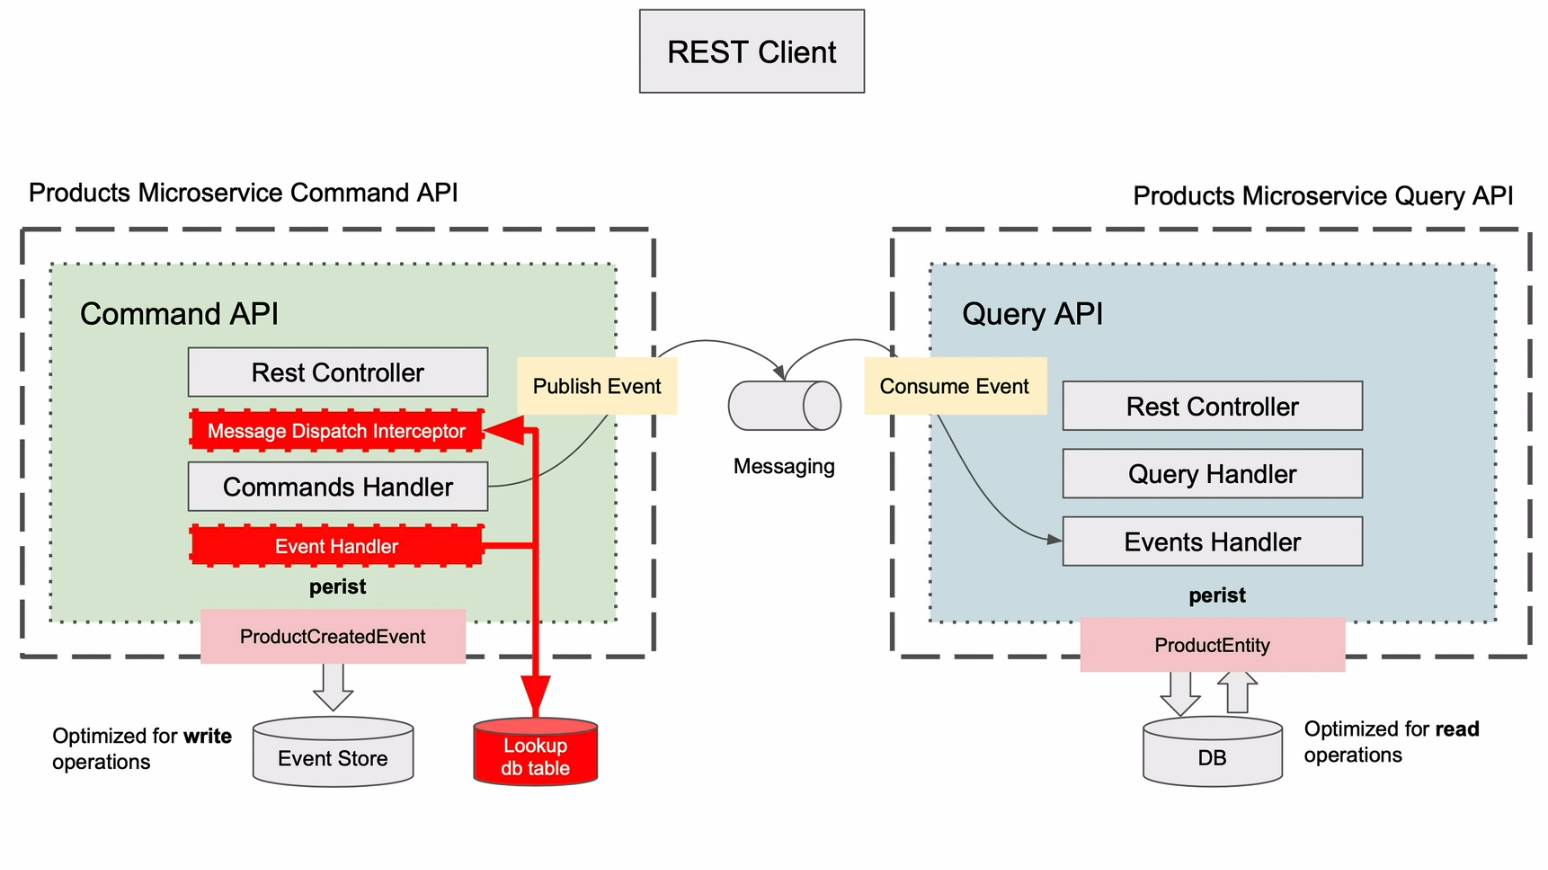 REST Client
Products Microservice Command API
Products Microservice Query API
Command API
Rest Controller
Message Dispatch Interceptor
Commands Handler
Event Handler
perist
ProductCreatedEvent
Optimized for write
operations
Event Store
Lookup
db table
Publish Event
Messaging
Consume Event
Query API
Rest Controller
Query Handler
Events Handler
perist
ProductEntity
DB
Optimized for read
operations